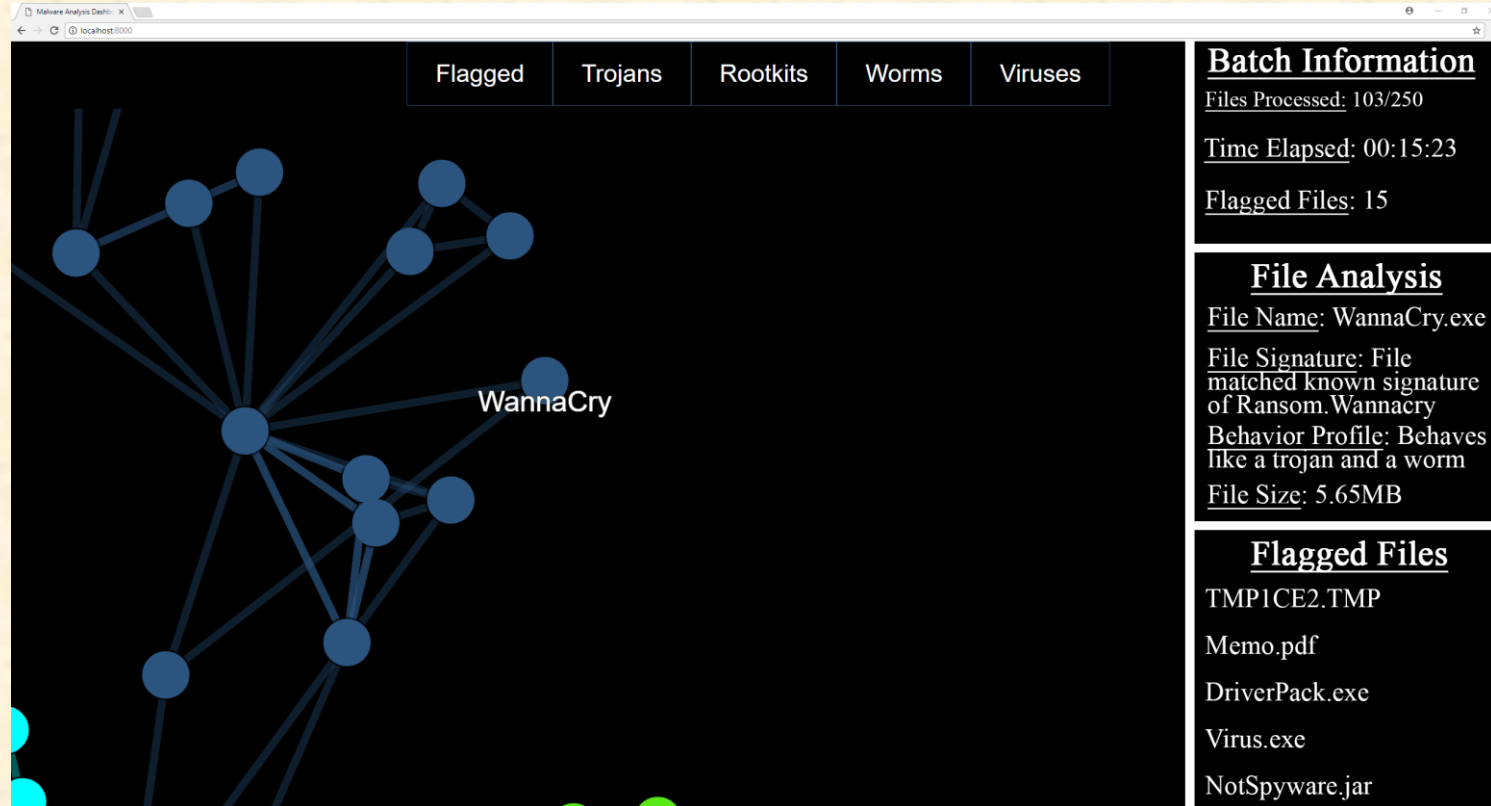 Malware Analysis Dashb
localhost:8000
Flagged
Trojans
Rootkits
Worms
Viruses
WannaCry
Batch Information
Files Processed: 103/250
Time Elapsed: 00:15:23
Flagged Files: 15
File Analysis
File Name: WannaCry.exe
File Signature: File
matched known signature
of Ransom.Wannacry
Behavior Profile: Behaves
like a trojan and a worm
File Size: 5.65MB
Flagged Files
TMP1CE2.TMP
Memo.pdf
DriverPack.exe
Virus.exe
NotSpyware.jar